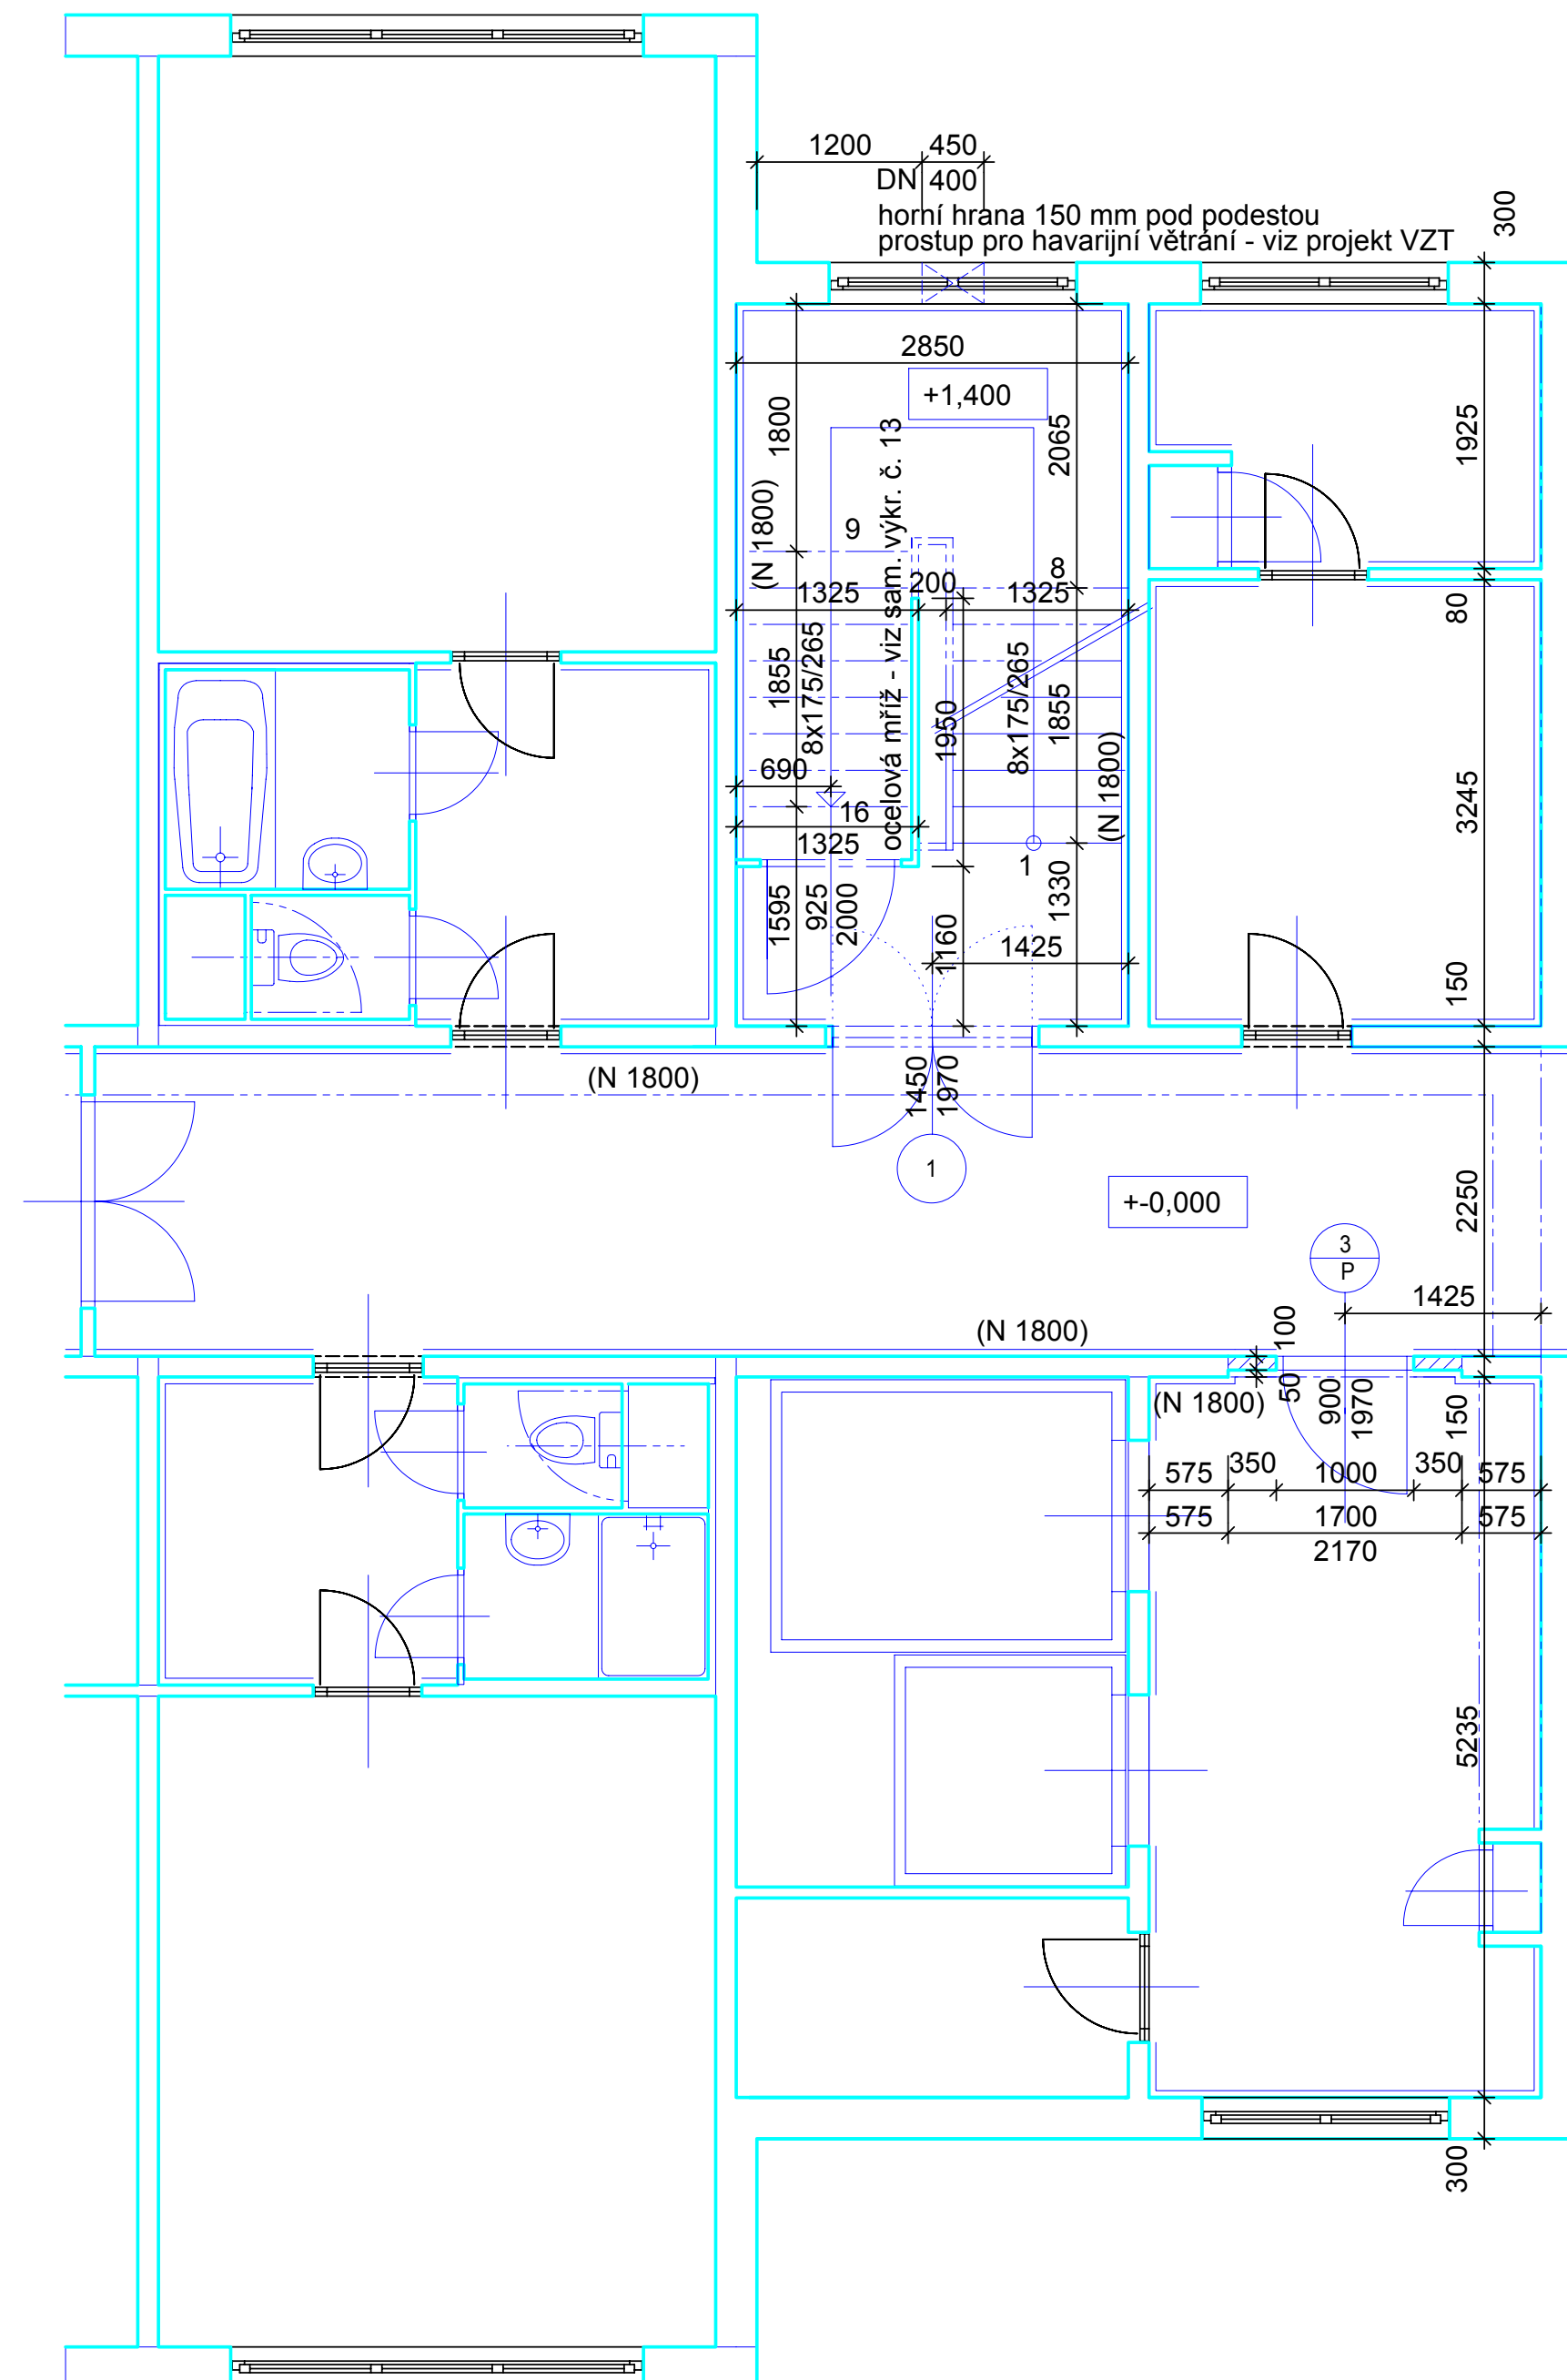 1200 450
DN 400
horní hrana 150 mm pod podestou
prostup pro havarijní větrání - viz projekt VZT
300
2850
+1,400
1800
(N 1800)
2065
1925
ocelová mříž - viz sam. výkr. č. 13
9
8
1325 200 1325
80
1855
8x175/265
1950
8x175/265
1855
(N 1800)
690
16
1325
3245
1
1595
925
2000
1160
1330
1425
150
(N 1800)
1450
1970
1
+-0,000
2250
3
P
1425
(N 1800)
100
50
(N 1800)
900
1970
150
575 350 1000 350 575
575 1700 575
2170
5235
300